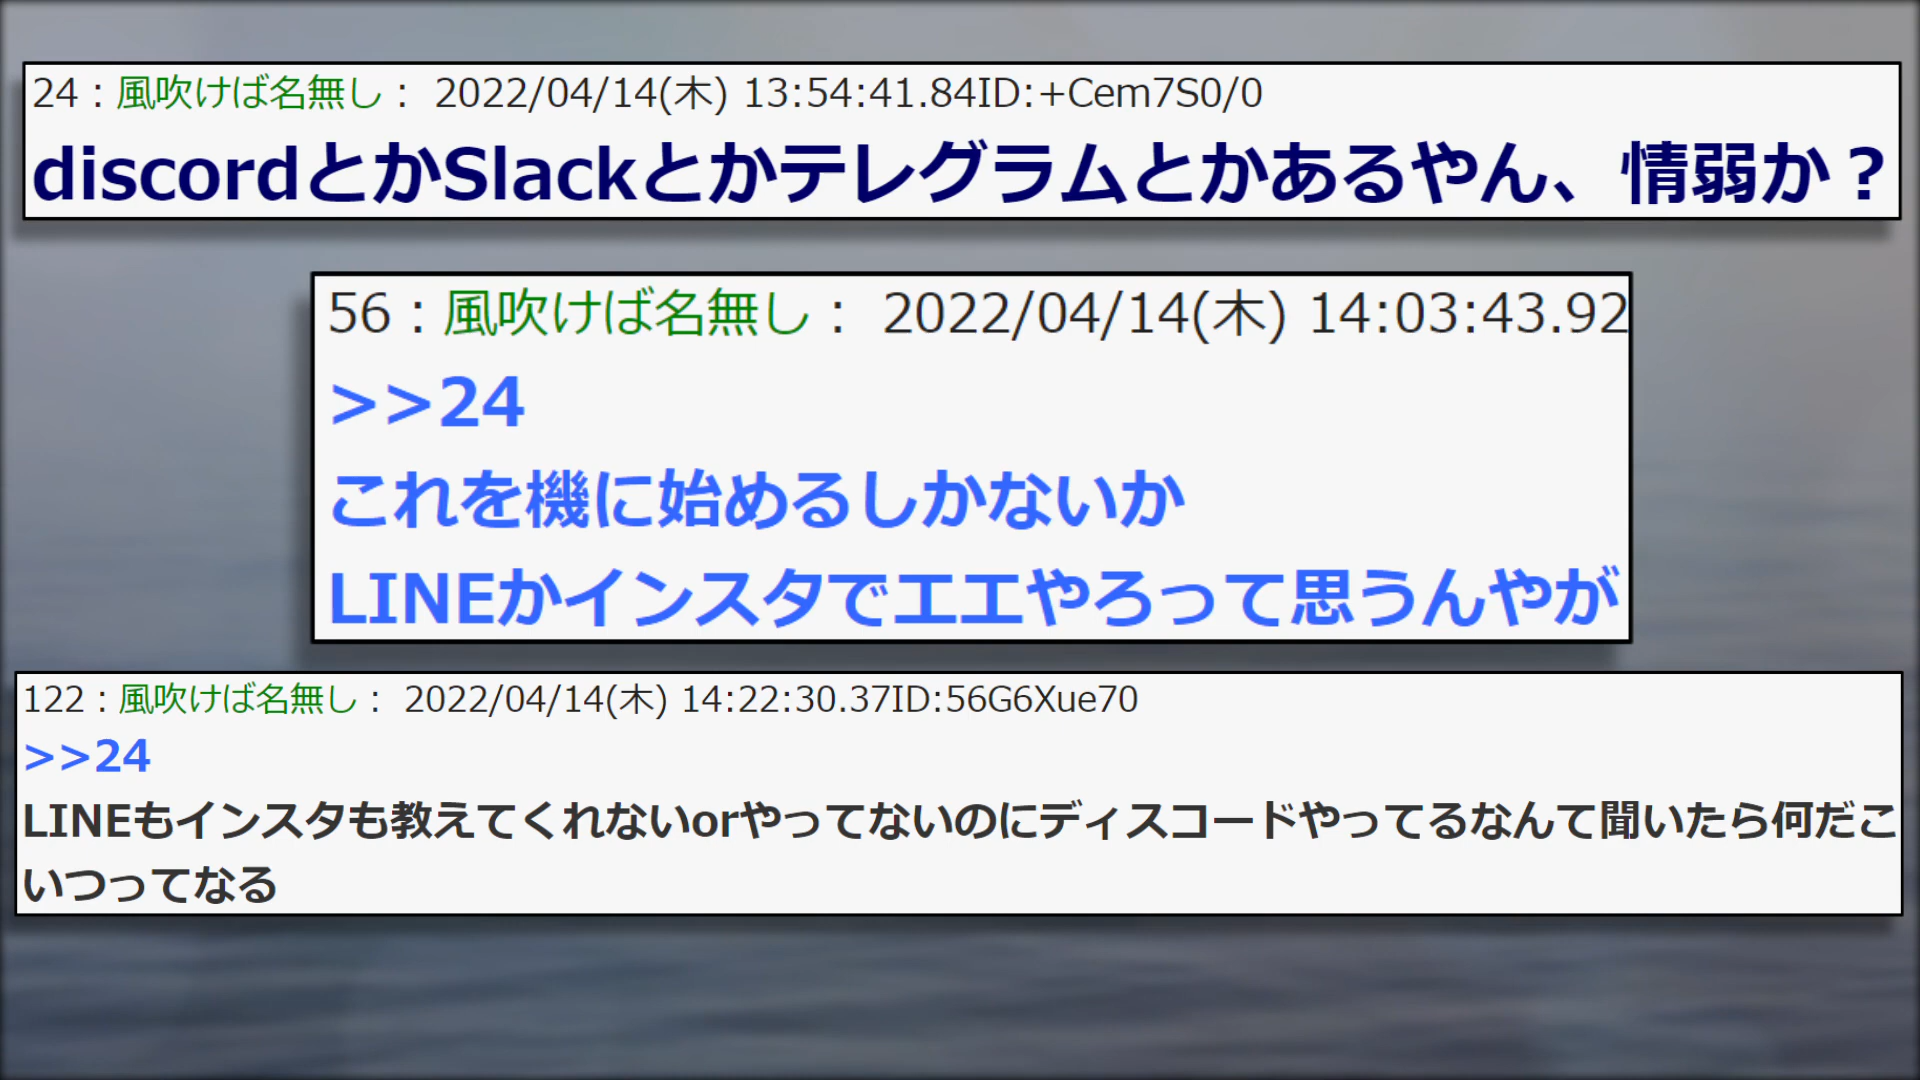 24：風吹けば名無し： 2022/04/14(木) 13:54:41.84ID:+Cem7S0/0
discordとかSlackとかテレグラムとかあるやん、情弱か？
56：風吹けば名無し： 2022/04/14(木) 14:03:43.92
>>24
これを機に始めるしかないか
LINEかインスタでエエやろって思うんやが
122：風吹けば名無し： 2022/04/14(木) 14:22:30.37ID:56G6Xue70
>>24
LINEもインスタも教えてくれないorやってないのにディスコードやってるなんて聞いたら何だこ
いつってなる